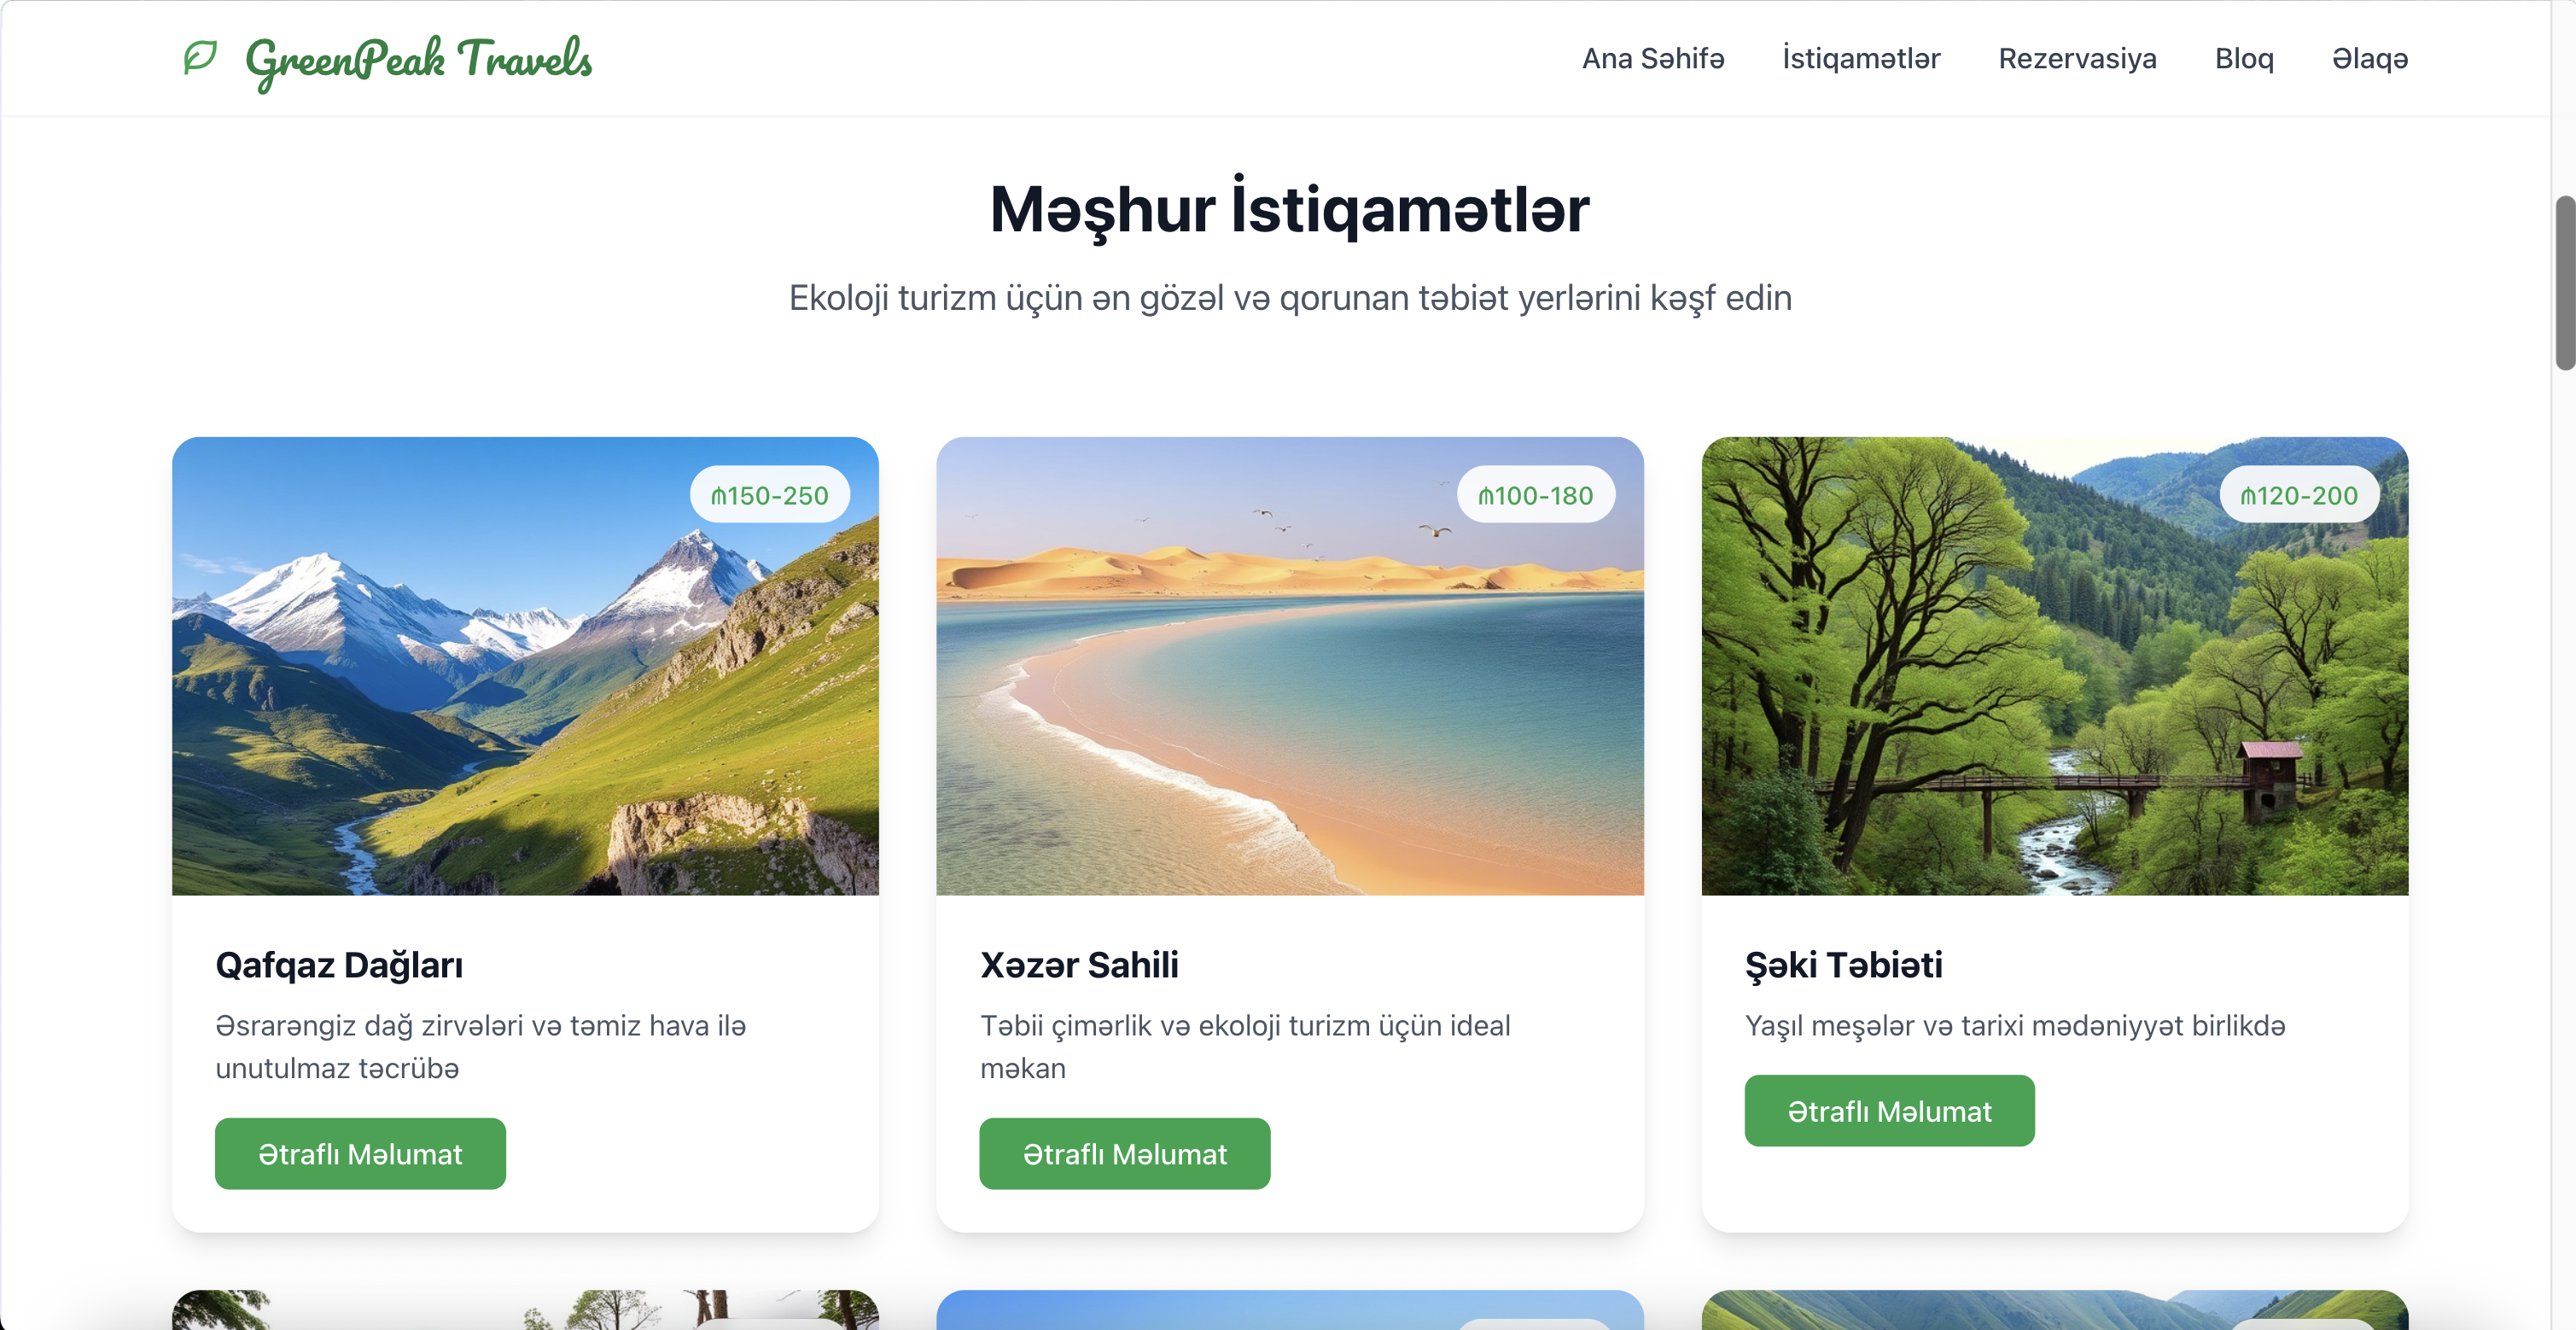 GreenPeak Travels
Ana Səhifə
İstiqamətlər
Rezervasiya
Bloq
Əlaqə
Məşhur İstiqamətlər
Ekoloji turizm üçün ən gözəl və qorunan təbiət yerlərini kəşf edin
₼150-250
Qafqaz Dağları
Əsrarəngiz dağ zirvələri və təmiz hava ilə
unutulmaz təcrübə
Ətraflı Məlumat
₼100-180
Xəzər Sahili
Təbii çimərlik və ekoloji turizm üçün ideal
məkan
Ətraflı Məlumat
₼120-200
Şəki Təbiəti
Yaşıl meşələr və tarixi mədəniyyət birlikdə
Ətraflı Məlumat